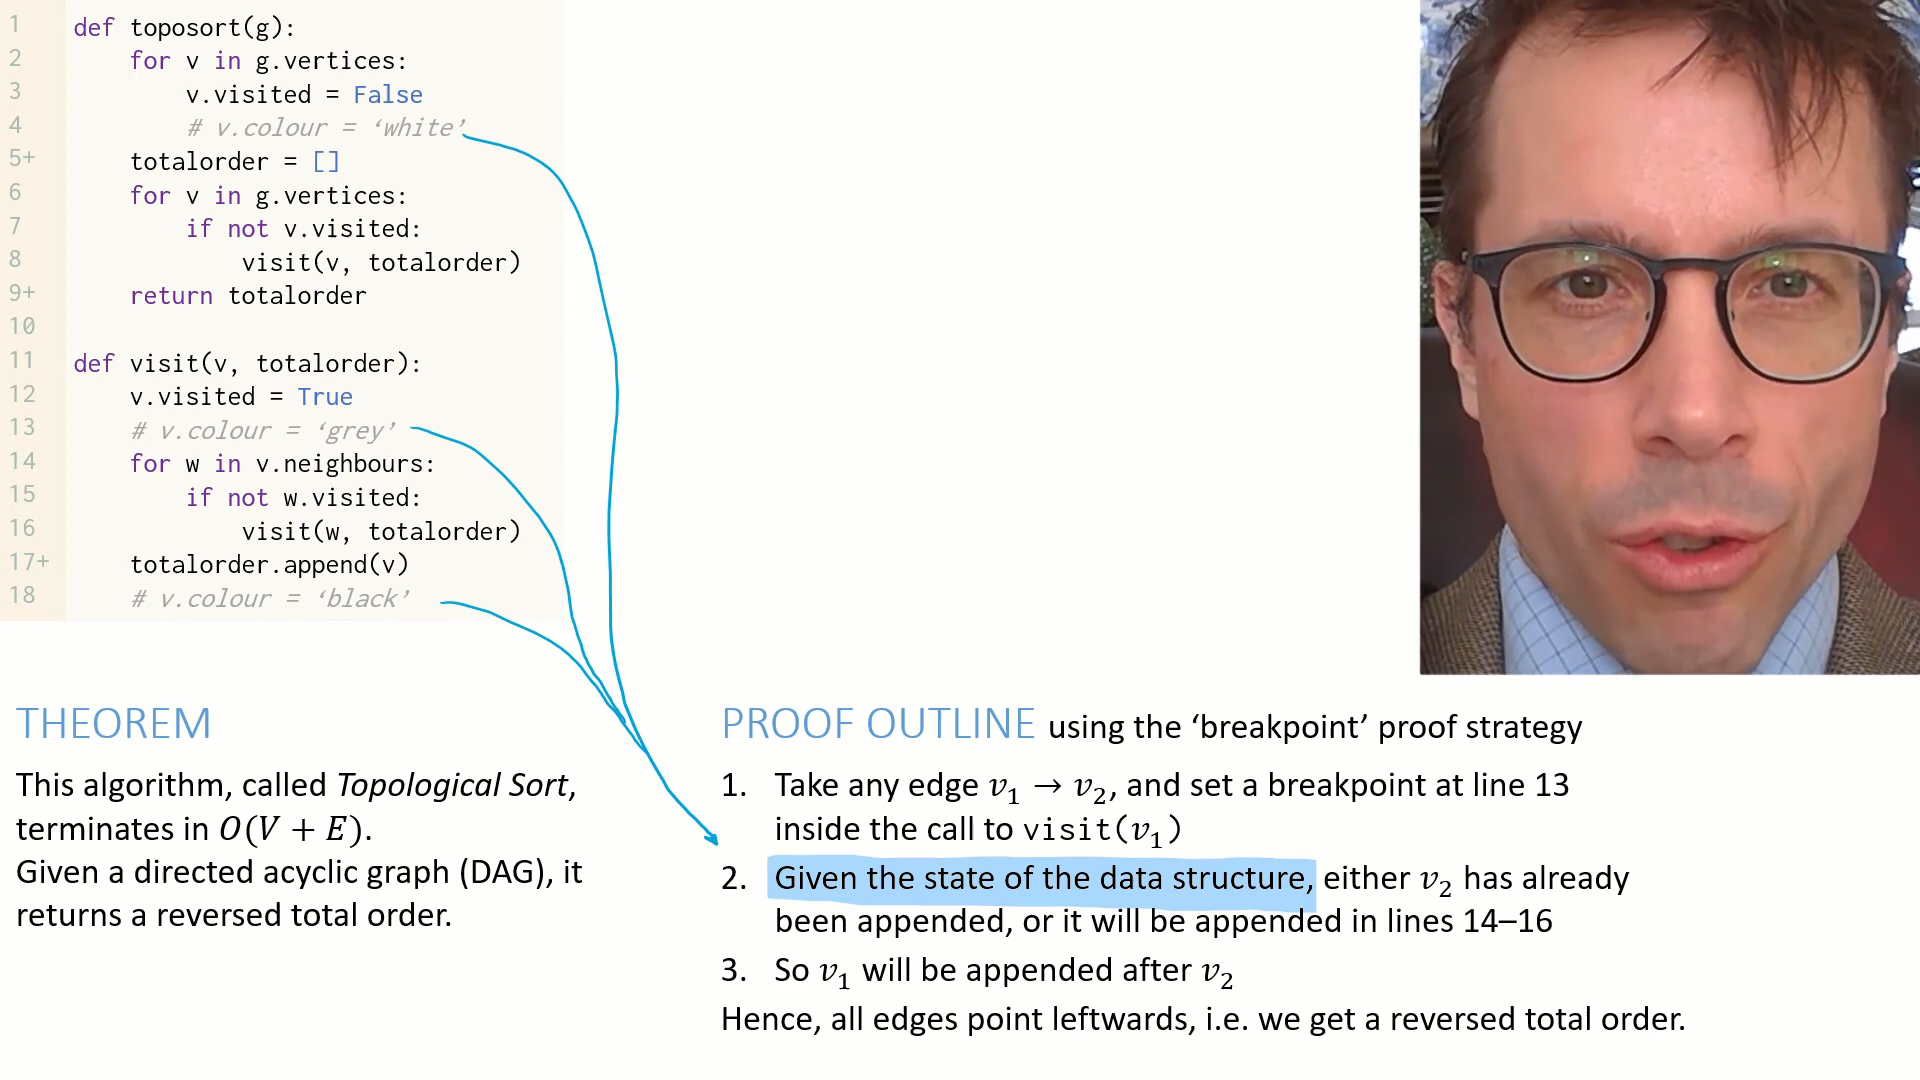 1 def toposort(g):
2 for v in g.vertices:
3 v.visited = False
4 # v.colour = ‘white’
5+ totalorder = []
6 for v in g.vertices:
7 if not v.visited:
8 visit(v, totalorder)
9+ return totalorder
10
11 def visit(v, totalorder):
12 v.visited = True
13 # v.colour = ‘grey’
14 for w in v.neighbours:
15 if not w.visited:
16 visit(w, totalorder)
17+ totalorder.append(v)
18 # v.colour = ‘black’
THEOREM
This algorithm, called Topological Sort,
terminates in O(V + E).
Given a directed acyclic graph (DAG), it
returns a reversed total order.
PROOF OUTLINE using the ‘breakpoint’ proof strategy
1. Take any edge v₁ → v₂, and set a breakpoint at line 13
inside the call to visit(v₁)
2. Given the state of the data structure, either v₂ has already
been appended, or it will be appended in lines 14–16
3. So v₁ will be appended after v₂
Hence, all edges point leftwards, i.e. we get a reversed total order.